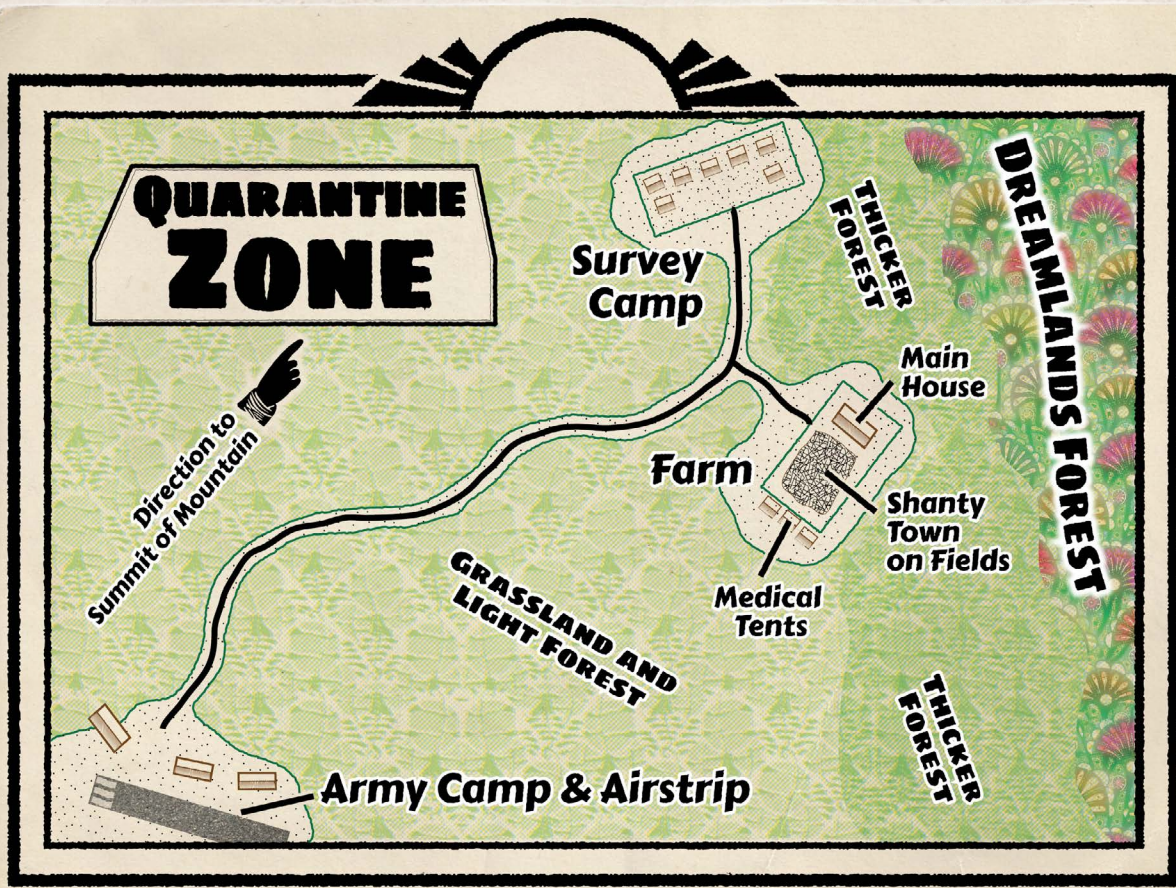 QUARANTINE
ZONE
Direction to
Summit of Mountain
Survey
Camp
THICKER
FOREST
DREAMLANDS FOREST
Main
House
Farm
Shanty
Town
on Fields
Medical
Tents
GRASSLAND AND
LIGHT FOREST
THICKER
FOREST
Army Camp & Airstrip